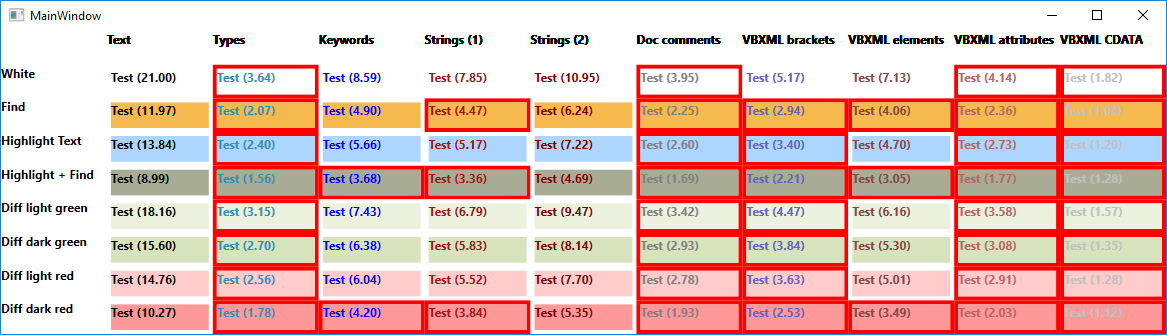 MainWindow
Text Types Keywords Strings (1) Strings (2) Doc comments VBXML brackets VBXML elements VBXML attributes VBXML CDATA
White Test (21.00) Test (3.64) Test (8.59) Test (7.85) Test (10.95) Test (3.95) Test (5.17) Test (7.13) Test (4.14) Test (1.82)
Find Test (11.97) Test (2.07) Test (4.90) Test (4.47) Test (6.24) Test (2.25) Test (2.94) Test (4.06) Test (2.36) Test (1.04)
Highlight Text Test (13.84) Test (2.40) Test (5.66) Test (5.17) Test (7.22) Test (2.60) Test (3.40) Test (4.70) Test (2.73) Test (1.20)
Highlight + Find Test (8.99) Test (1.56) Test (3.68) Test (3.36) Test (4.69) Test (1.69) Test (2.21) Test (3.05) Test (1.77) Test (1.28)
Diff light green Test (18.16) Test (3.15) Test (7.43) Test (6.79) Test (9.47) Test (3.42) Test (4.47) Test (6.16) Test (3.58) Test (1.57)
Diff dark green Test (15.60) Test (2.70) Test (6.38) Test (5.83) Test (8.14) Test (2.93) Test (3.84) Test (5.30) Test (3.08) Test (1.35)
Diff light red Test (14.76) Test (2.56) Test (6.04) Test (5.52) Test (7.70) Test (2.78) Test (3.63) Test (5.01) Test (2.91) Test (1.28)
Diff dark red Test (10.27) Test (1.78) Test (4.20) Test (3.84) Test (5.35) Test (1.93) Test (2.53) Test (3.49) Test (2.03) Test (1.12)